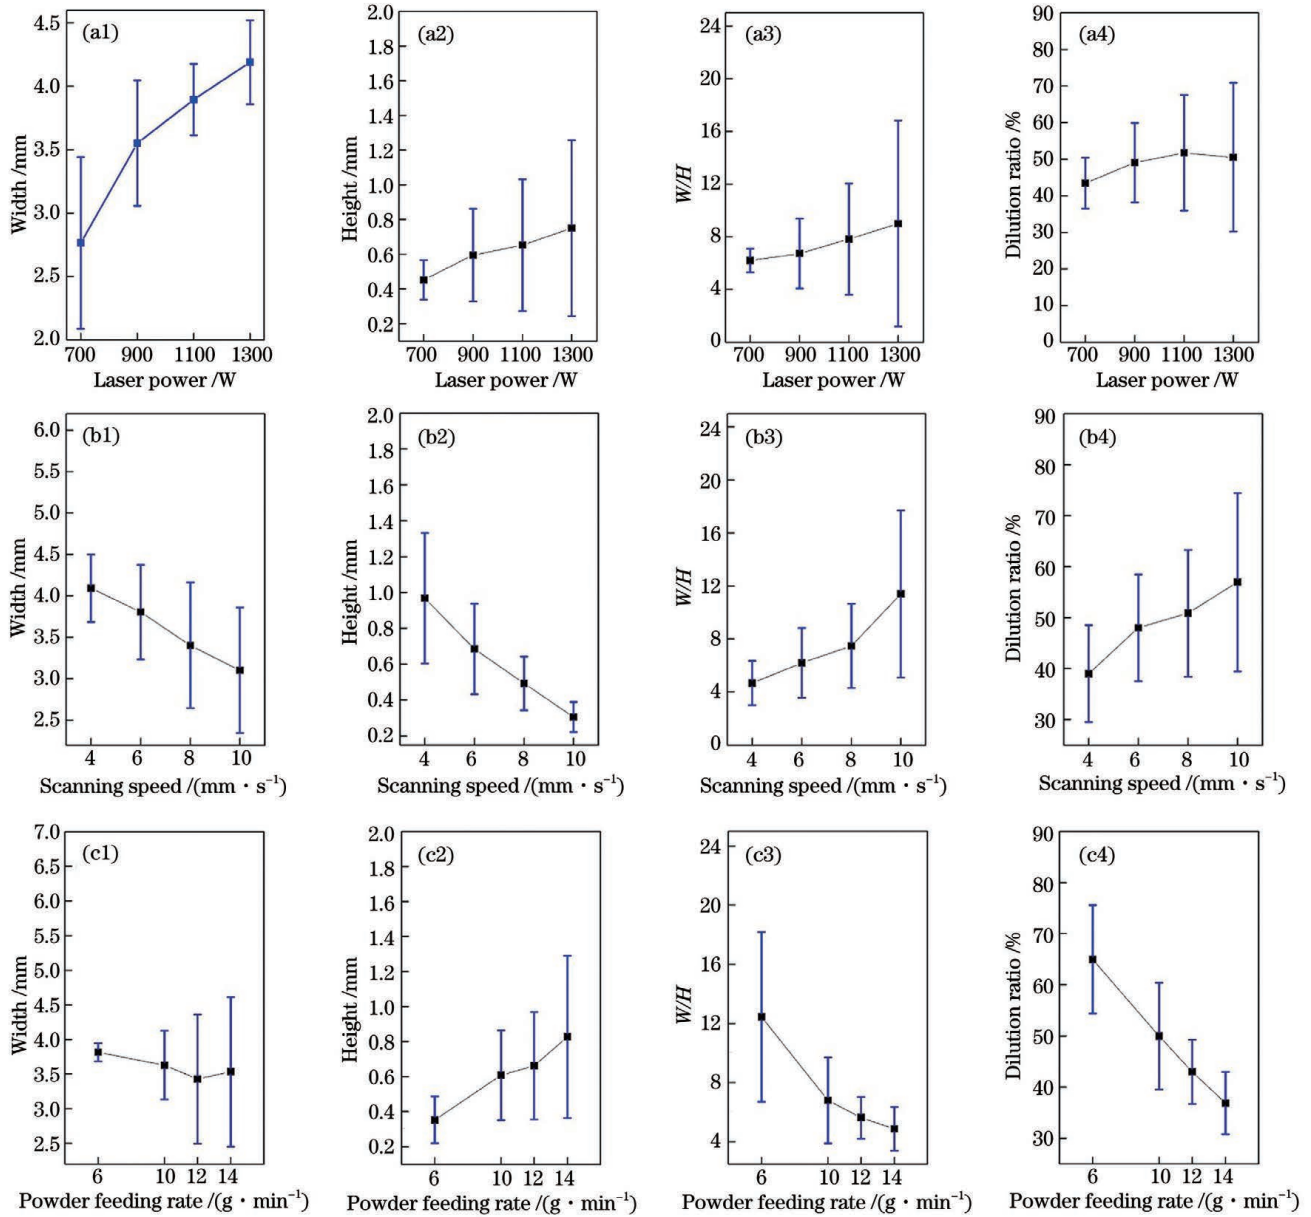 (a1)
4.5
4.0
3.5
3.0
2.5
2.0
Width /mm
700 900 1100 1300
Laser power /W
(a2)
2.0
1.8
1.6
1.4
1.2
1.0
0.8
0.6
0.4
0.2
Height /mm
700 900 1100 1300
Laser power /W
(a3)
24
20
16
12
8
4
0
W/H
700 900 1100 1300
Laser power /W
(a4)
90
80
70
60
50
40
30
20
10
0
Dilution ratio /%
700 900 1100 1300
Laser power /W
(b1)
6.0
5.5
5.0
4.5
4.0
3.5
3.0
2.5
Width /mm
4 6 8 10
Scanning speed /(mm · s⁻¹)
(b2)
2.0
1.8
1.6
1.4
1.2
1.0
0.8
0.6
0.4
0.2
Height /mm
4 6 8 10
Scanning speed /(mm · s⁻¹)
(b3)
24
20
16
12
8
4
0
W/H
4 6 8 10
Scanning speed /(mm · s⁻¹)
(b4)
90
80
70
60
50
40
30
Dilution ratio /%
4 6 8 10
Scanning speed /(mm · s⁻¹)
(c1)
7.0
6.5
6.0
5.5
5.0
4.5
4.0
3.5
3.0
2.5
Width /mm
6 10 12 14
Powder feeding rate /(g · min⁻¹)
(c2)
2.0
1.8
1.6
1.4
1.2
1.0
0.8
0.6
0.4
0.2
Height /mm
6 10 12 14
Powder feeding rate /(g · min⁻¹)
(c3)
24
20
16
12
8
4
W/H
6 10 12 14
Powder feeding rate /(g · min⁻¹)
(c4)
90
80
70
60
50
40
30
Dilution ratio /%
6 10 12 14
Powder feeding rate /(g · min⁻¹)